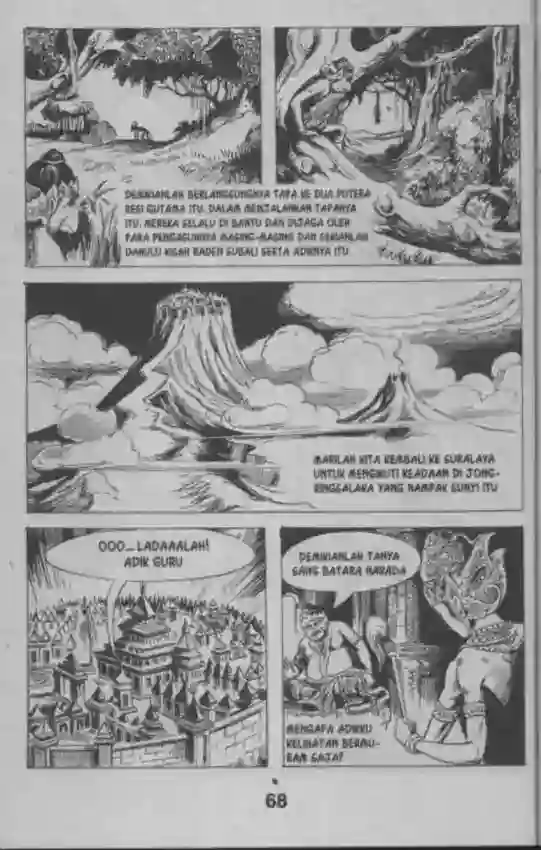 DEMIKIANLAH BERLANGSUNGNYA TAPA KE DUA PUTERA
RESI GUTAMA ITU. DALAM MENJALANKAN TAPANYA
ITU, MEREKA SELALU DI BANTU DAN DIJAGA OLEH
PARA PENGASUHNYA MASING-MASING DAN SEKIANLAH
DAHULU KISAH RADEN SUBALI SERTA ADIKNYA ITU
MARILAH KITA KEMBALI KE SURALAYA
UNTUK MENGIKUTI KEADAAN DI JONG-
RINGSALAKA YANG NAMPAK SUNYI ITU
OOO... LADAAALAH!
ADIK GURU
DEMIKIANLAH TANYA
SANG BATARA NARADA
MENGAPA ADIKKU
KELIHATAN BERMU-
RAM SAJA?
68